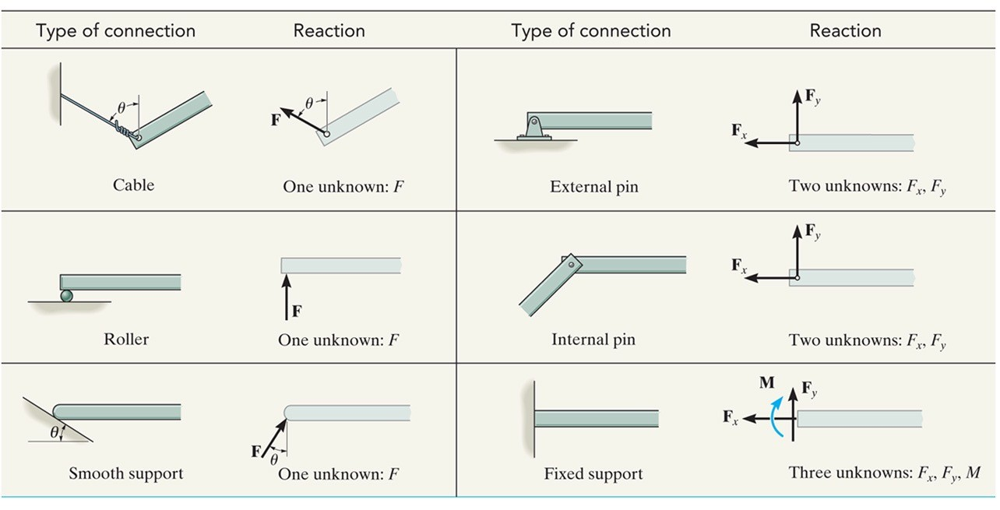 Type of connection
Reaction
Type of connection
Reaction
θ
θ
F
Cable
One unknown: F
F_y
F_x
External pin
Two unknowns: F_x, F_y
F
Roller
One unknown: F
F_y
F_x
Internal pin
Two unknowns: F_x, F_y
θ
F
θ
Smooth support
One unknown: F
M
F_y
F_x
Fixed support
Three unknowns: F_x, F_y, M